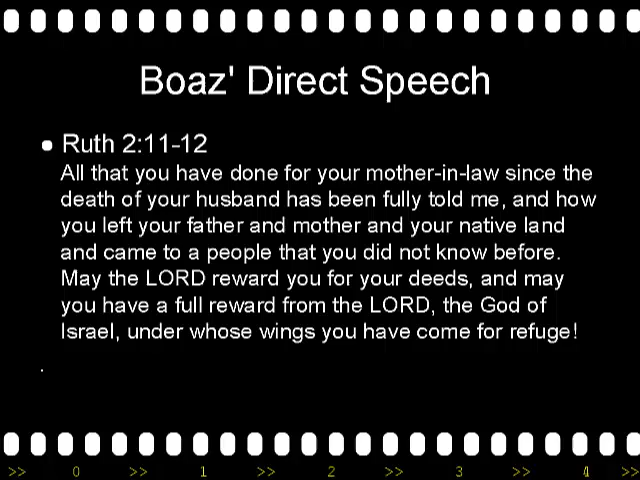 Boaz' Direct Speech
● Ruth 2:11-12
All that you have done for your mother-in-law since the
death of your husband has been fully told me, and how
you left your father and mother and your native land
and came to a people that you did not know before.
May the LORD reward you for your deeds, and may
you have a full reward from the LORD, the God of
Israel, under whose wings you have come for refuge!
.
>> 0 >> 1 >> 2 >> 3 >> 4 >>